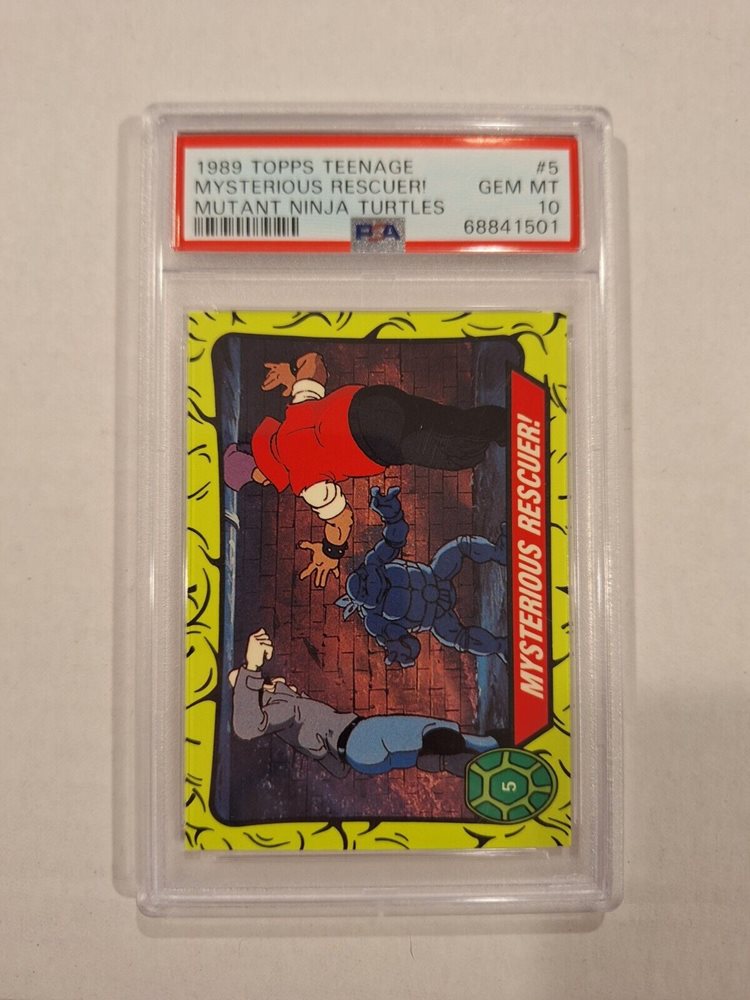 1989 TOPPS TEENAGE #5
MYSTERIOUS RESCUER! GEM MT
MUTANT NINJA TURTLES 10
PSA 68841501
MYSTERIOUS RESCUER!
5